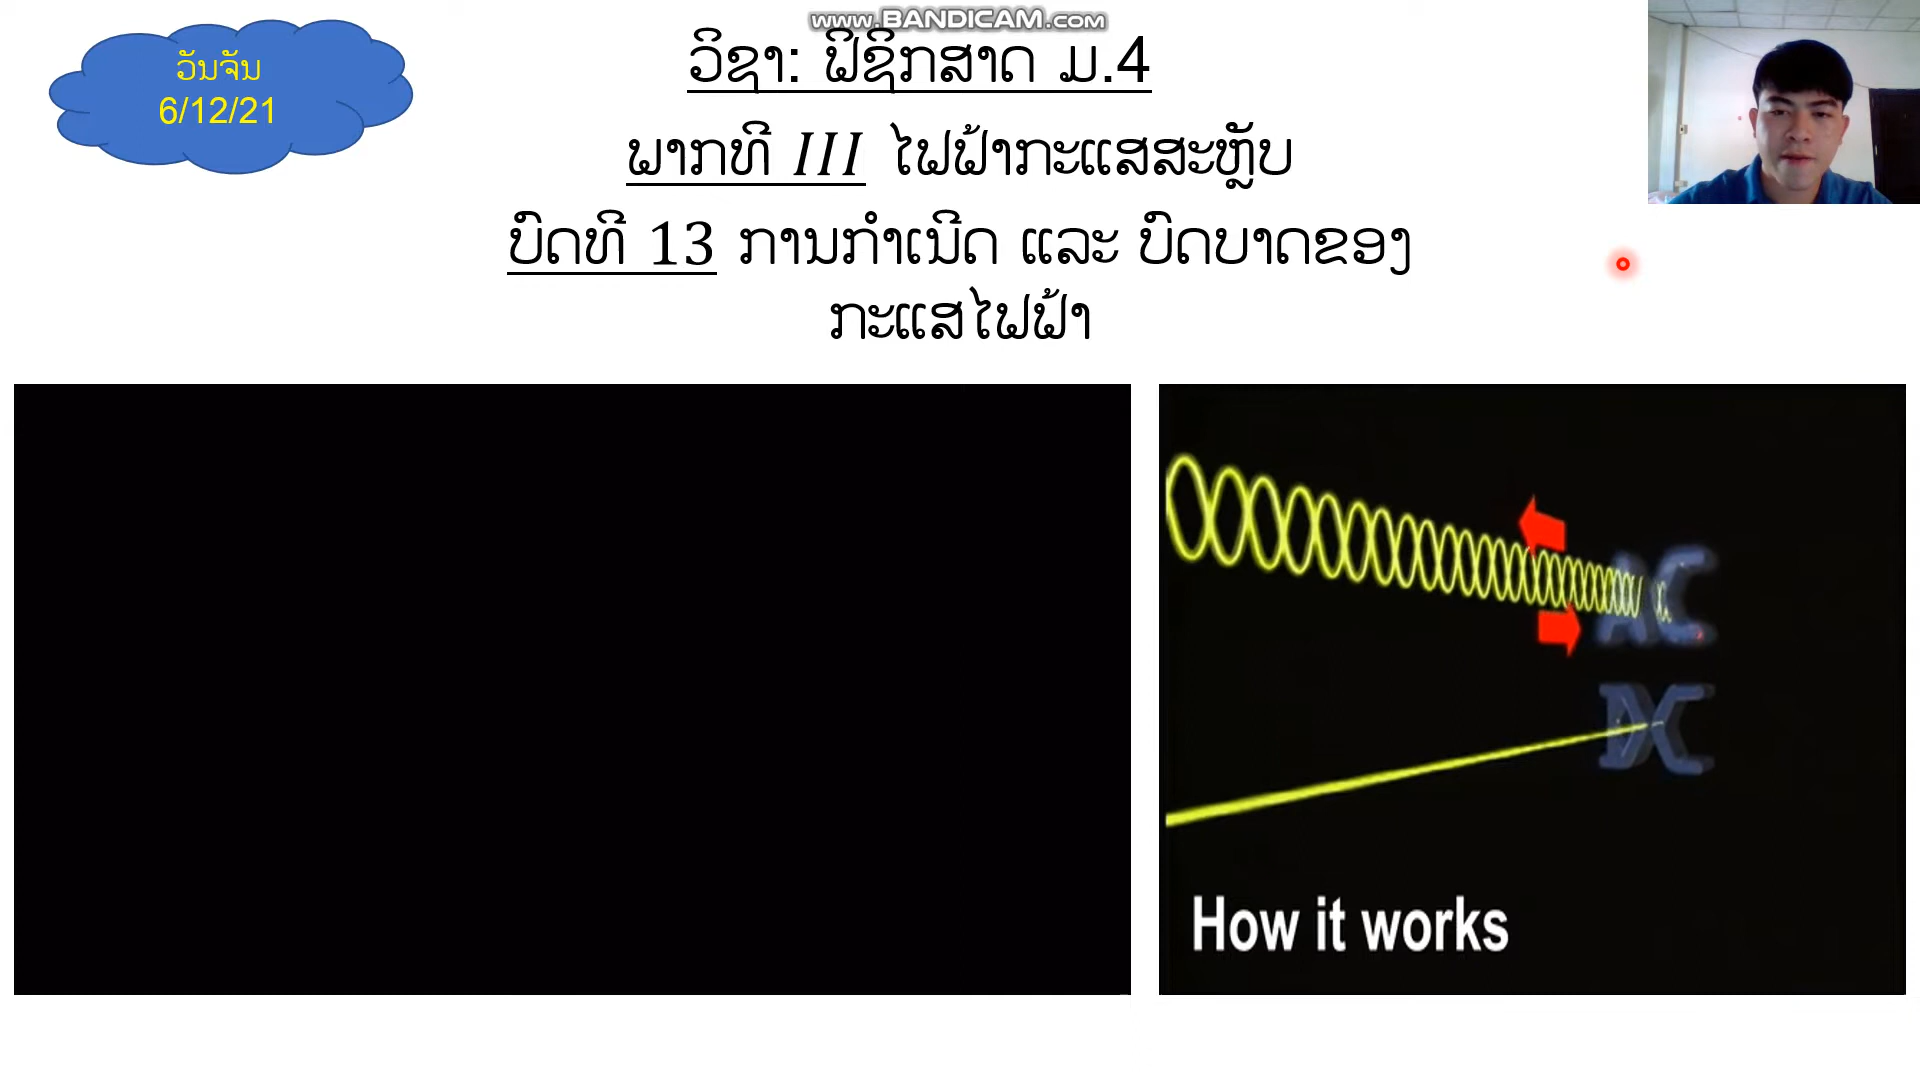 www.BANDICAM.com
ວັນຈັນ
6/12/21
ວິຊາ: ຟີຊິກສາດ ມ.4
ພາກທີ III ໄຟຟ້າກະແສສະຫຼັບ
ບົດທີ 13 ການກຳເນີດ ແລະ ບົດບາດຂອງ
ກະແສໄຟຟ້າ
AC
DC
How it works